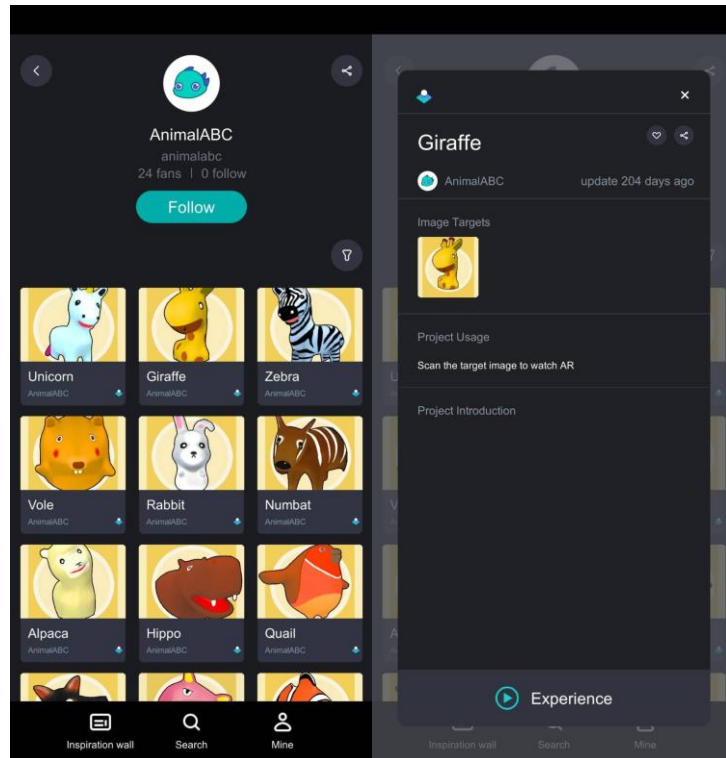 AnimalABC
animalabc
24 fans | 0 follow
Follow
Unicorn
AnimalABC
Giraffe
AnimalABC
Zebra
AnimalABC
Vole
AnimalABC
Rabbit
AnimalABC
Numbat
AnimalABC
Alpaca
AnimalABC
Hippo
AnimalABC
Quail
AnimalABC
Inspiration wall
Search
Mine
Giraffe
AnimalABC
update 204 days ago
Image Targets
Project Usage
Scan the target image to watch AR
Project Introduction
Experience
Inspiration wall
Search
Mine